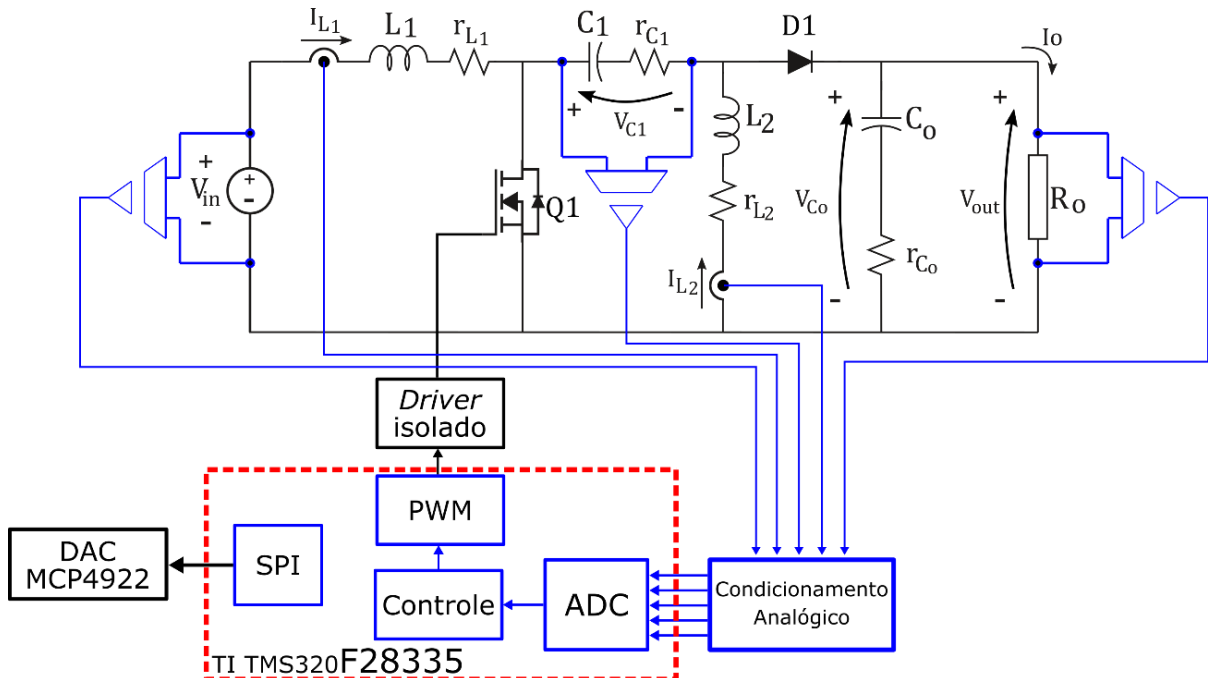 I_L1
L1
r_L1
C1
r_C1
D1
Io
+
-
V_C1
+
V_in
-
+
-
Q1
L2
r_L2
I_L2
+
V_Co
-
C_o
r_Co
+
V_out
-
R_o
Driver
isolado
PWM
DAC
MCP4922
SPI
Controle
ADC
Condicionamento
Analógico
TI TMS320F28335